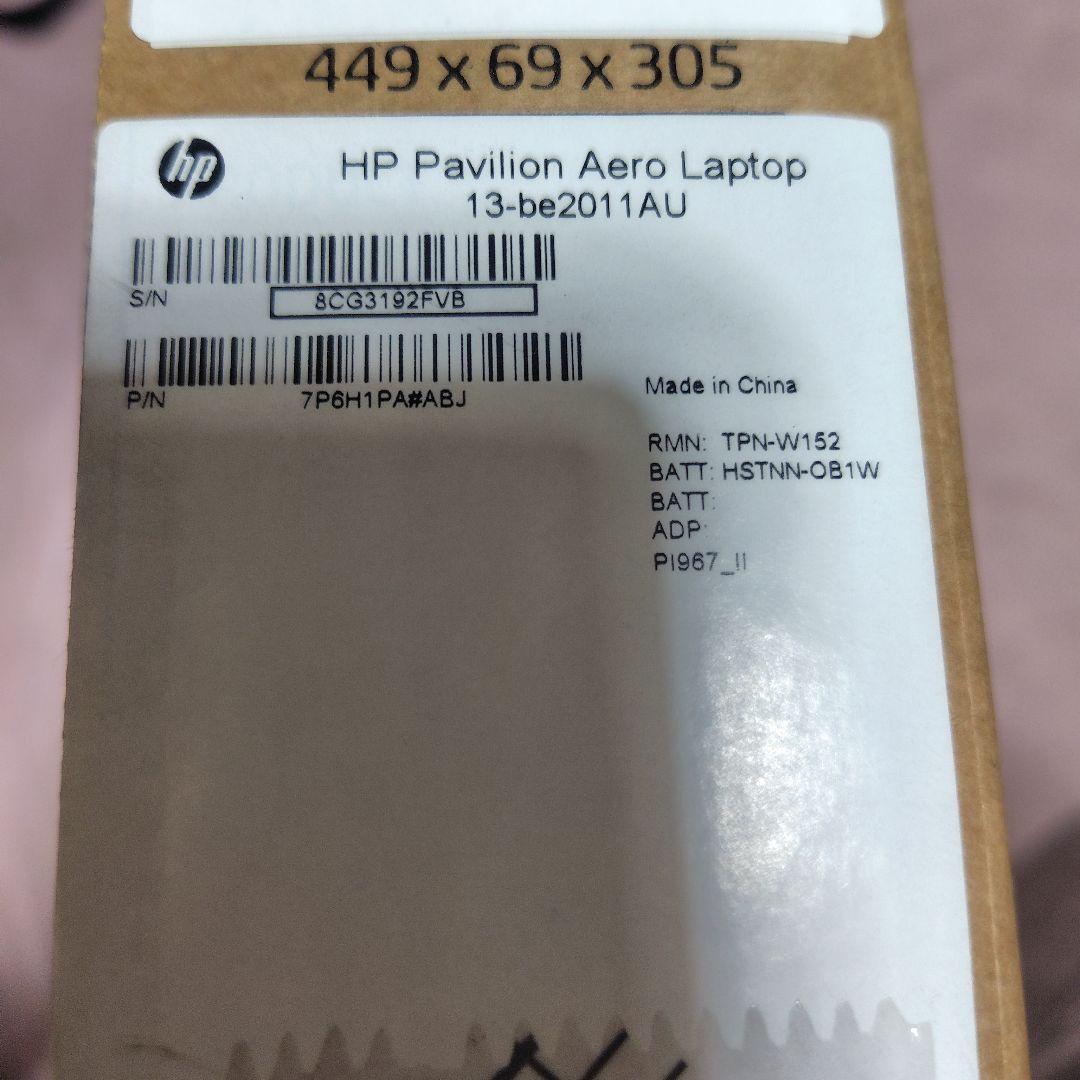 449 x 69 x 305
hp
HP Pavilion Aero Laptop
13-be2011AU
S/N
8CG3192FVB
P/N
7P6H1PA#ABJ
Made in China
RMN: TPN-W152
BATT: HSTNN-OB1W
BATT:
ADP:
PI967_II